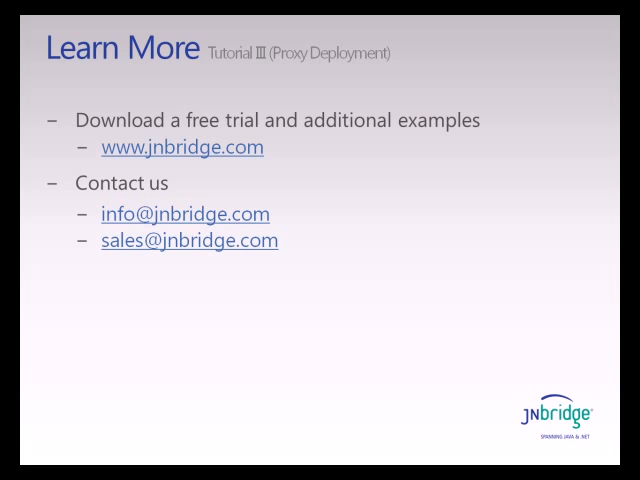 Learn More Tutorial III (Proxy Deployment)
– Download a free trial and additional examples
– www.jnbridge.com
– Contact us
– info@jnbridge.com
– sales@jnbridge.com
JNbridge®
SPANNING JAVA & .NET